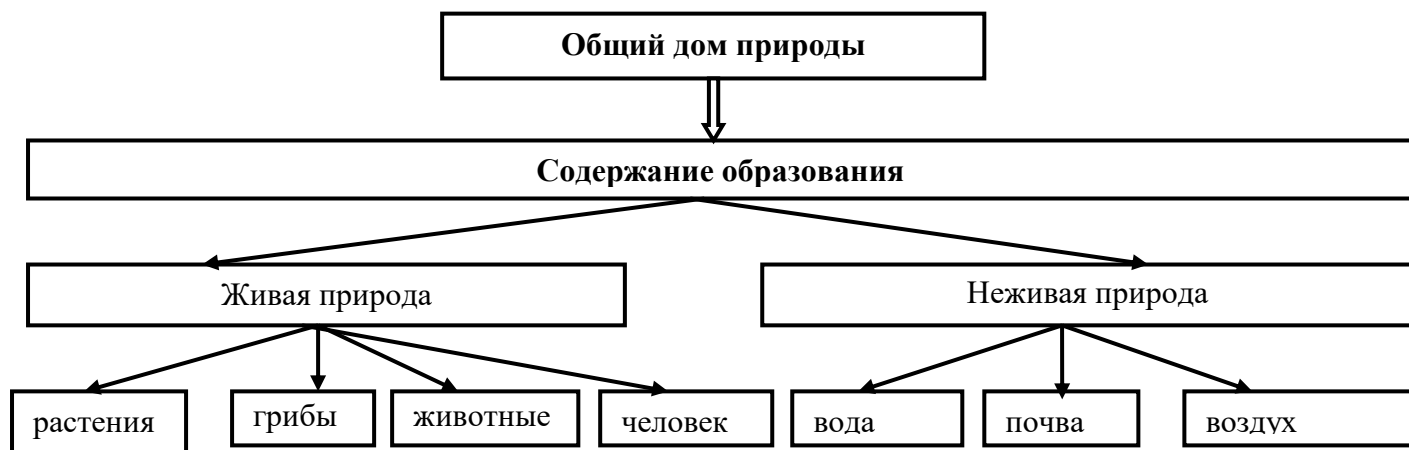 Общий дом природы
Содержание образования
Живая природа
Неживая природа
растения
грибы
животные
человек
вода
почва
воздух